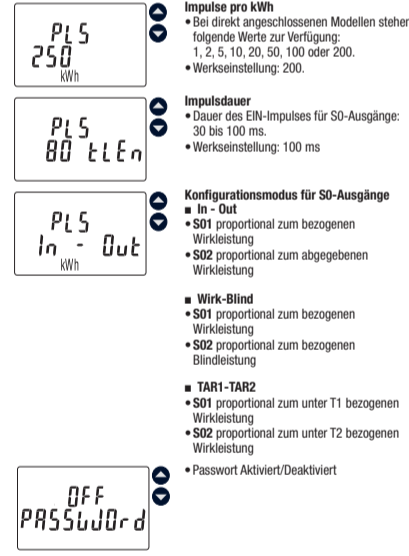 PLS
250
kWh
Impulse pro kWh
• Bei direkt angeschlossenen Modellen stehen
folgende Werte zur Verfügung:
1, 2, 5, 10, 20, 50, 100 oder 200.
• Werkseinstellung: 200.
PLS
80 tLEn
Impulsdauer
• Dauer des EIN-Impulses für S0-Ausgänge:
30 bis 100 ms.
• Werkseinstellung: 100 ms
PLS
In - Out
kWh
Konfigurationsmodus für S0-Ausgänge
■ In - Out
• S01 proportional zum bezogenen
Wirkleistung
• S02 proportional zum abgegebenen
Wirkleistung
■ Wirk-Blind
• S01 proportional zum bezogenen
Wirkleistung
• S02 proportional zum bezogenen
Blindleistung
■ TAR1-TAR2
• S01 proportional zum unter T1 bezogenen
Wirkleistung
• S02 proportional zum unter T2 bezogenen
Wirkleistung
OFF
PASSWOrd
• Passwort Aktiviert/Deaktiviert